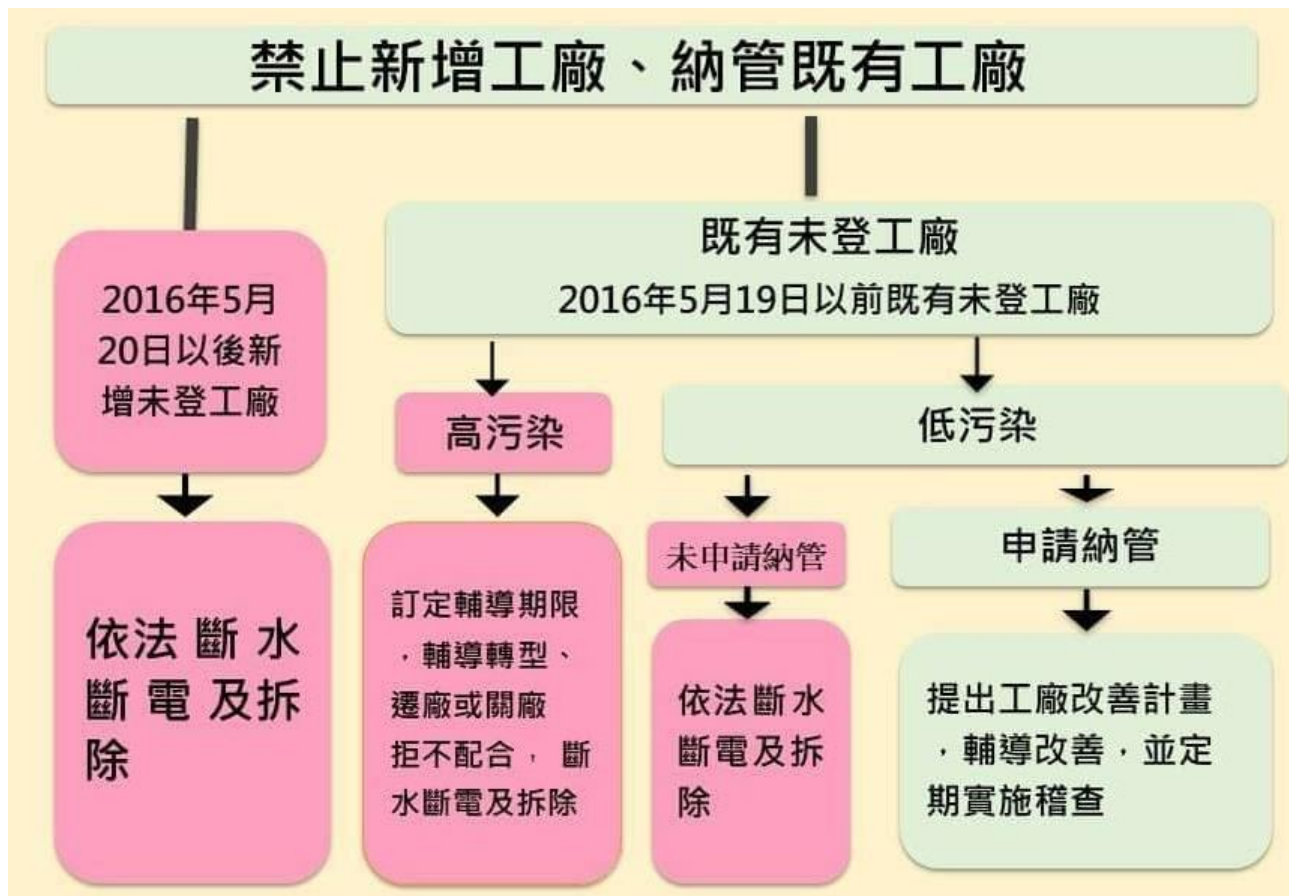 禁止新增工廠、納管既有工廠
2016年5月
20日以後新
增未登工廠
既有未登工廠
2016年5月19日以前既有未登工廠
高污染
低污染
未申請納管
申請納管
依法斷水
斷電及拆
除
訂定輔導期限
，輔導轉型、
遷廠或關廠
拒不配合， 斷
水斷電及拆除
依法斷水
斷電及拆
除
提出工廠改善計畫
，輔導改善，並定
期實施稽查